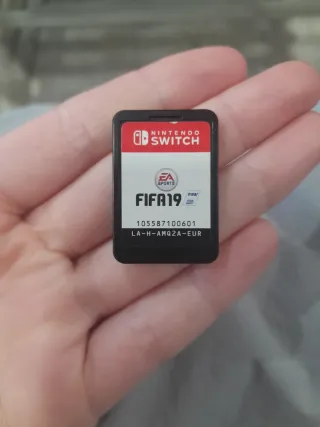 NINTENDO
SWITCH
EA
SPORTS
FIFA19
105587100601
LA-H-AMQ2A-EUR